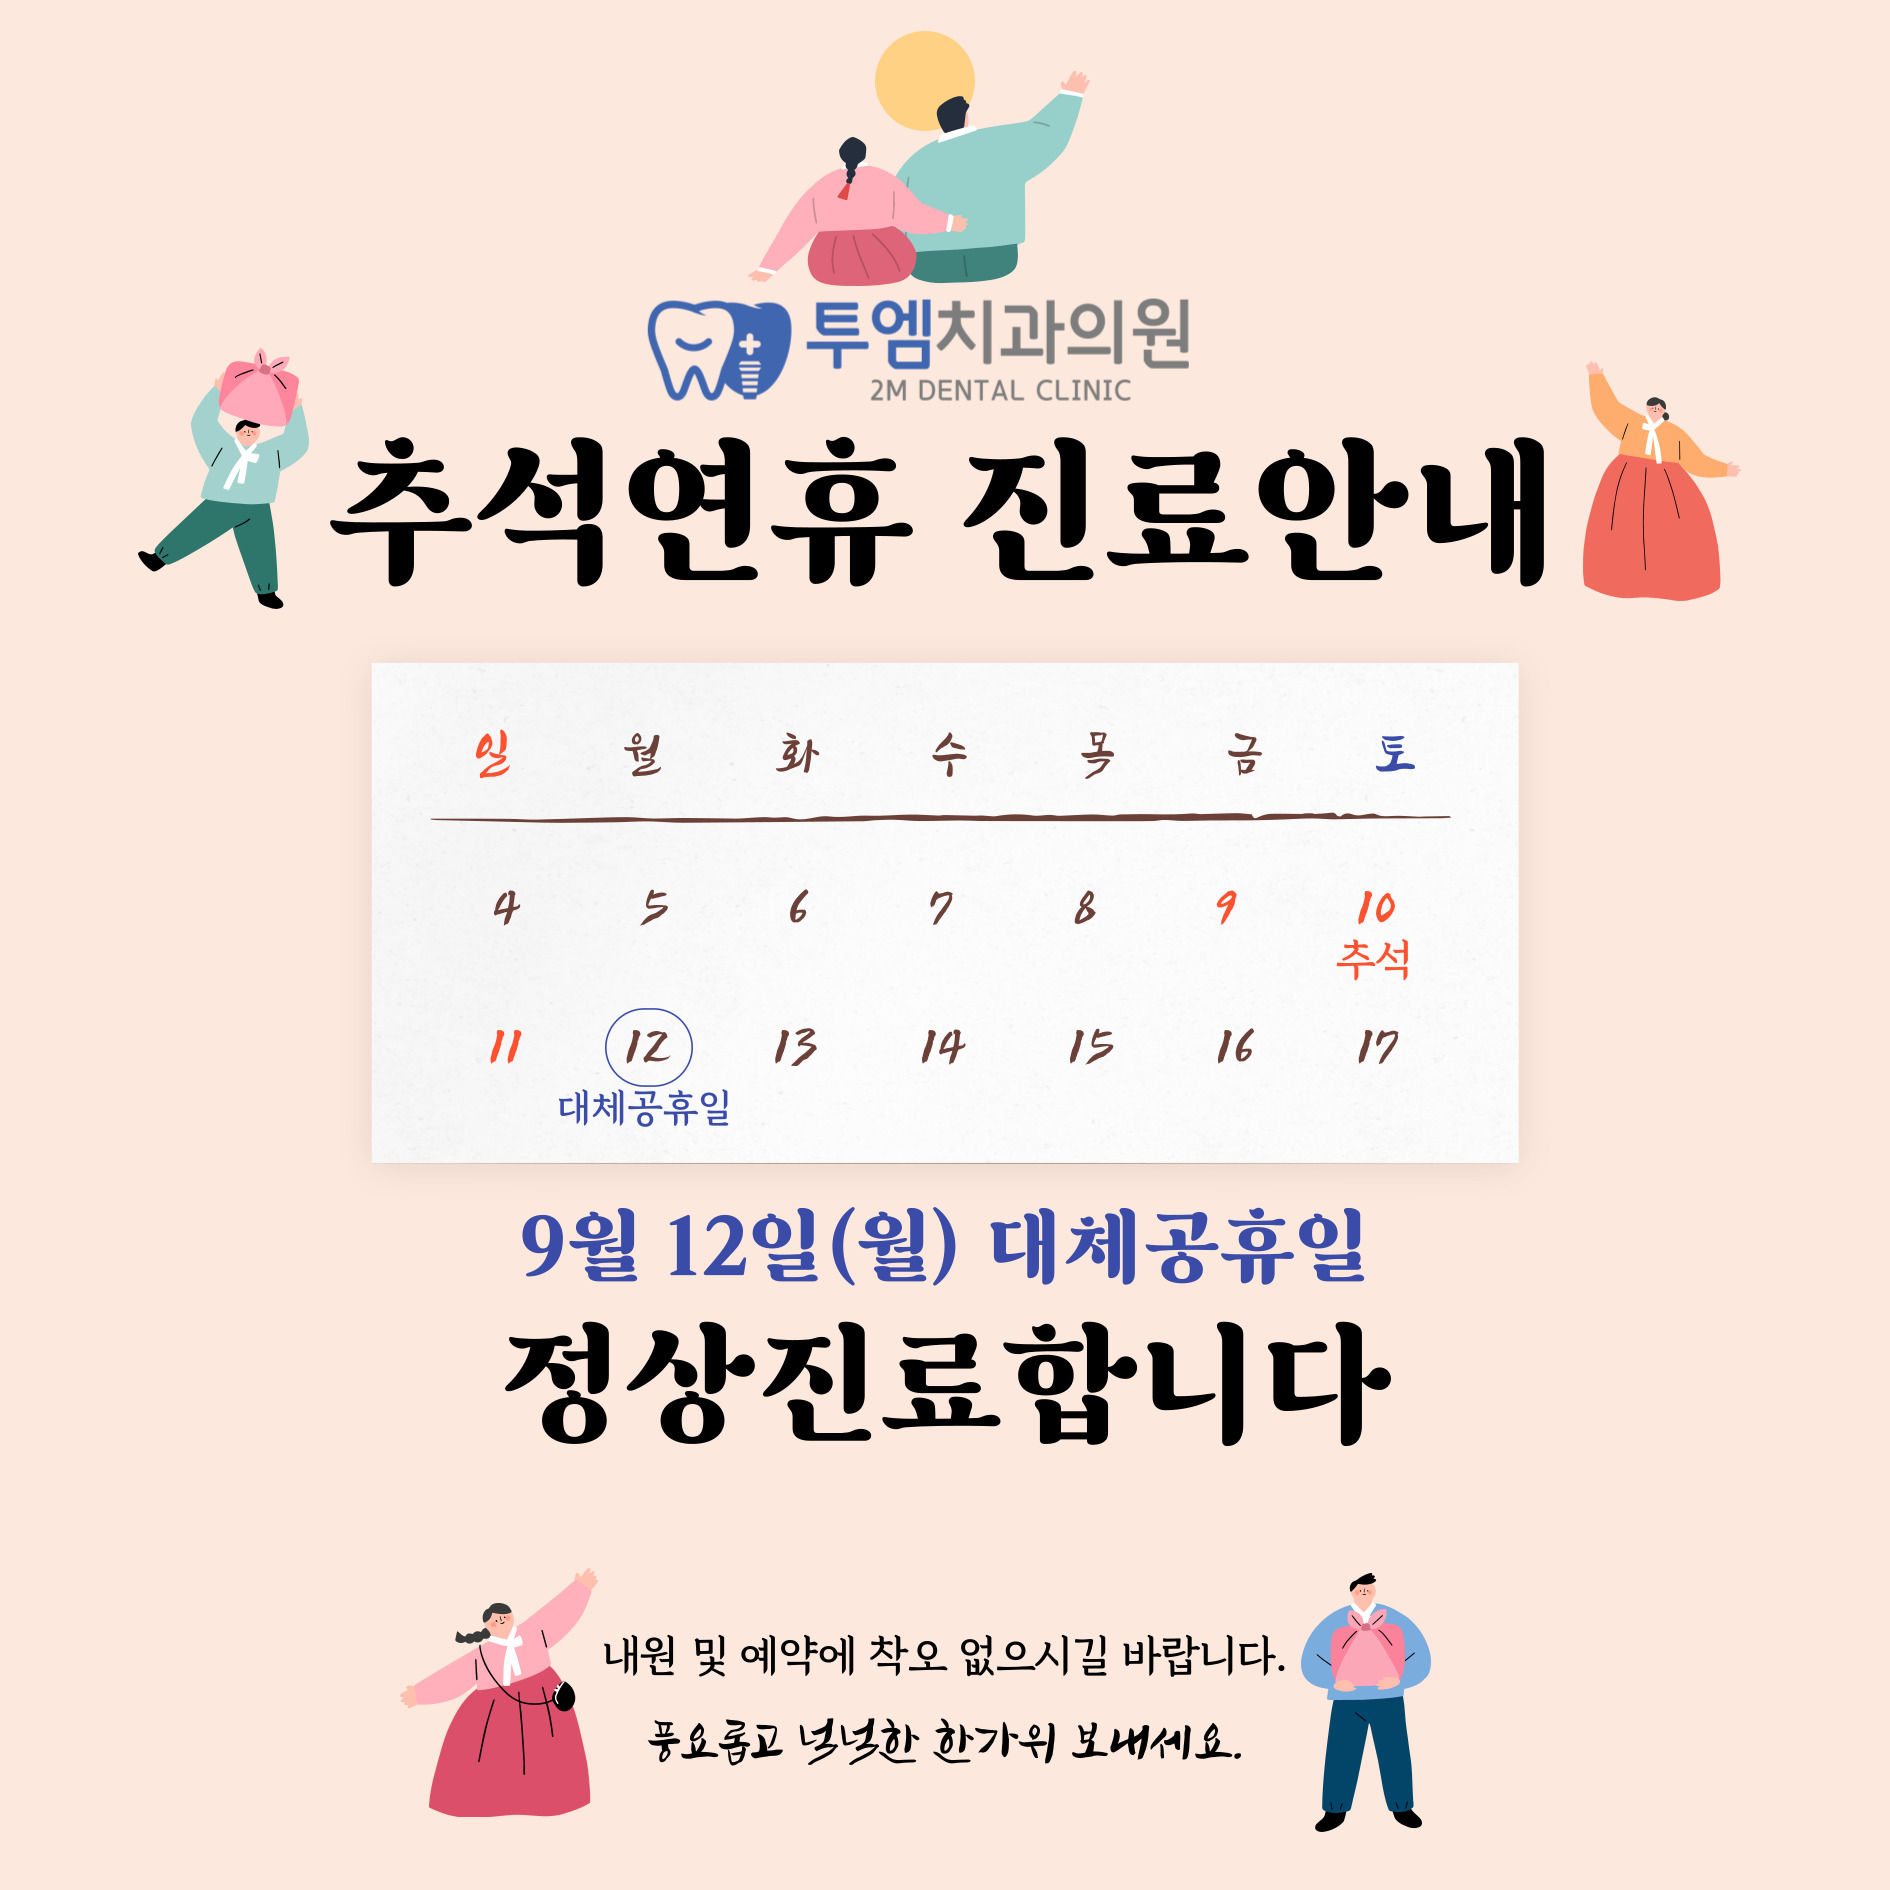 투엠치과의원
2M DENTAL CLINIC
추석연휴 진료안내
일 월 화 수 목 금 토
4 5 6 7 8 9 10
추석
11 12 13 14 15 16 17
대체공휴일
9월 12일(월) 대체공휴일
정상진료합니다
내원 및 예약에 착오 없으시길 바랍니다.
풍요롭고 넉넉한 한가위 보내세요.